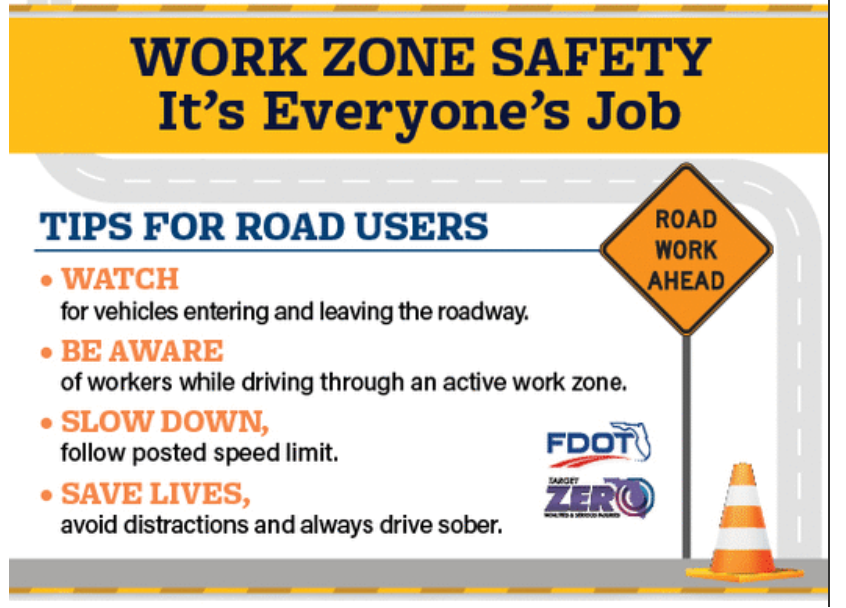 WORK ZONE SAFETY
It's Everyone's Job
TIPS FOR ROAD USERS
ROAD
WORK
AHEAD
• WATCH
for vehicles entering and leaving the roadway.
• BE AWARE
of workers while driving through an active work zone.
• SLOW DOWN,
follow posted speed limit.
• SAVE LIVES,
avoid distractions and always drive sober.
FDOT
TARGET
ZERO